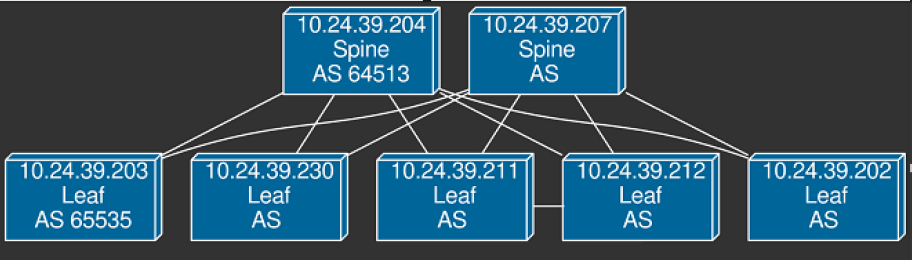 10.24.39.204
Spine
AS 64513
10.24.39.207
Spine
AS
10.24.39.203
Leaf
AS 65535
10.24.39.230
Leaf
AS
10.24.39.211
Leaf
AS
10.24.39.212
Leaf
AS
10.24.39.202
Leaf
AS